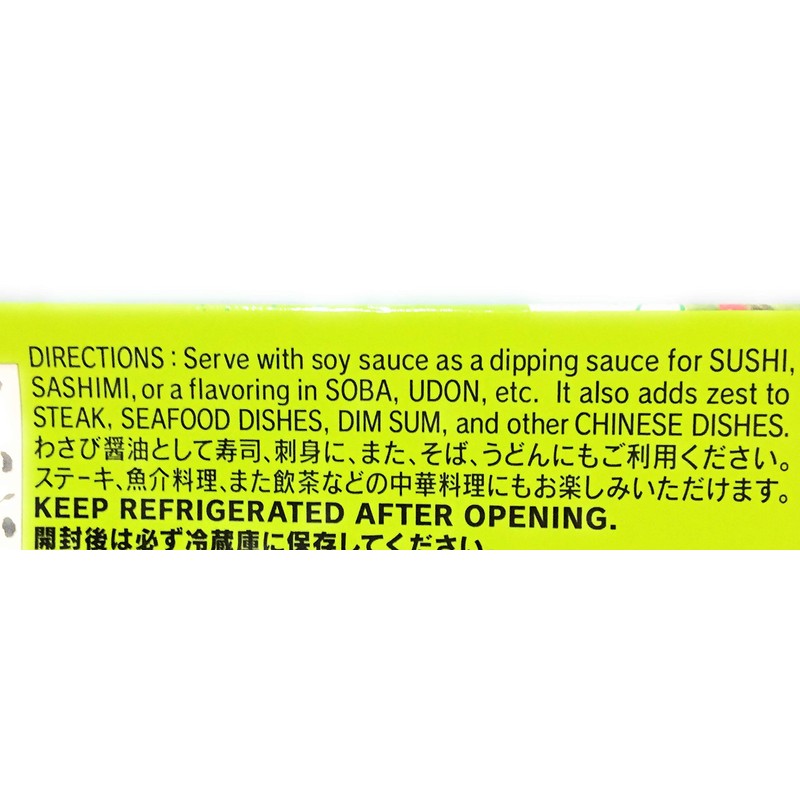 DIRECTIONS : Serve with soy sauce as a dipping sauce for SUSHI,
SASHIMI, or a flavoring in SOBA, UDON, etc. It also adds zest to
STEAK, SEAFOOD DISHES, DIM SUM, and other CHINESE DISHES.
わさび醤油として寿司、刺身に、また、そば、うどんにもご利用ください。
ステーキ、魚介料理、また飲茶などの中華料理にもお楽しみいただけます。
KEEP REFRIGERATED AFTER OPENING.
開封後は必ず冷蔵庫に保存してください。